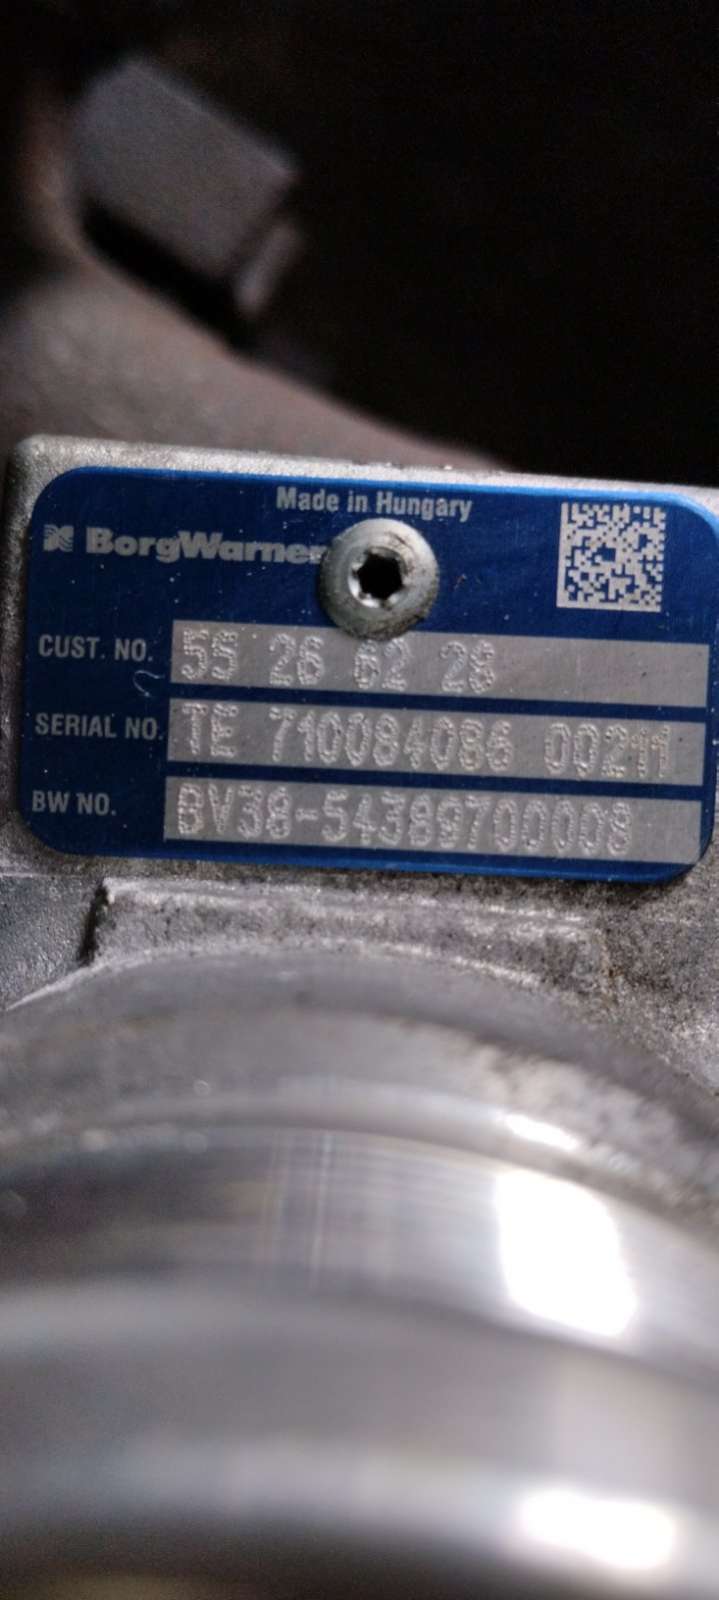 Made in Hungary
BorgWarner
CUST. NO. 55 26 62 28
SERIAL NO. TE 710084086 00211
BW NO. BV38-54389700008